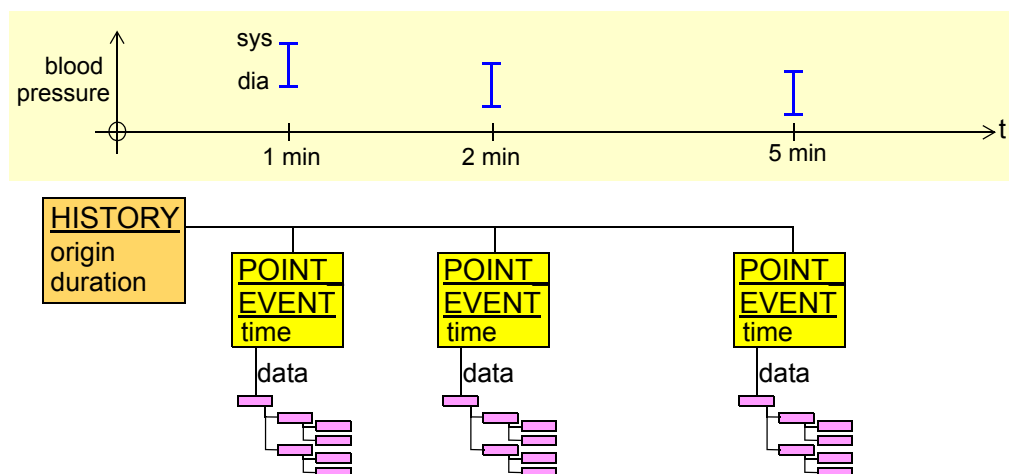 sys
blood
pressure
dia
t
1 min
2 min
5 min
HISTORY
origin
duration
POINT_
EVENT
time
data
POINT_
EVENT
time
data
POINT_
EVENT
time
data